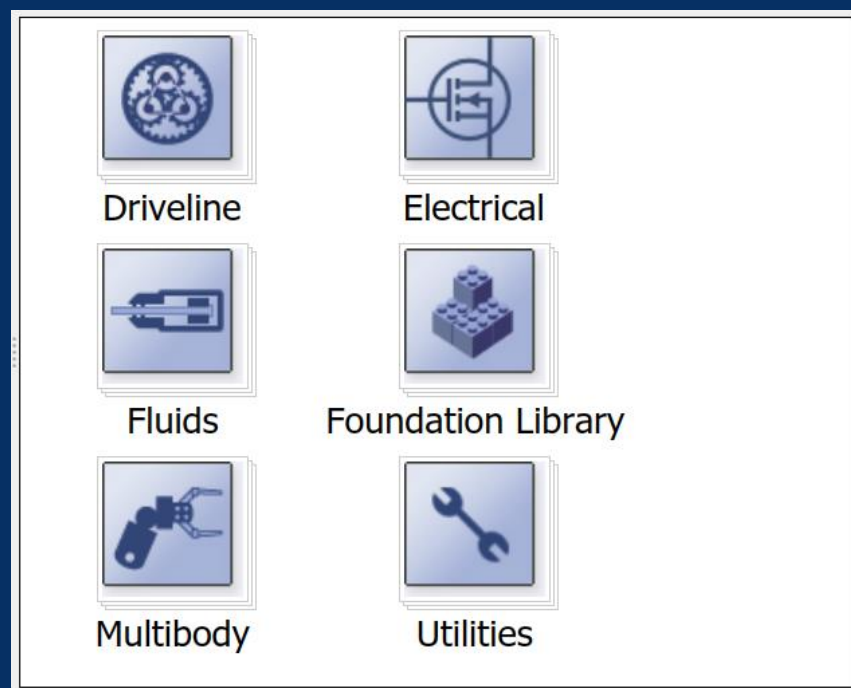 Driveline
Electrical
Fluids
Foundation Library
Multibody
Utilities